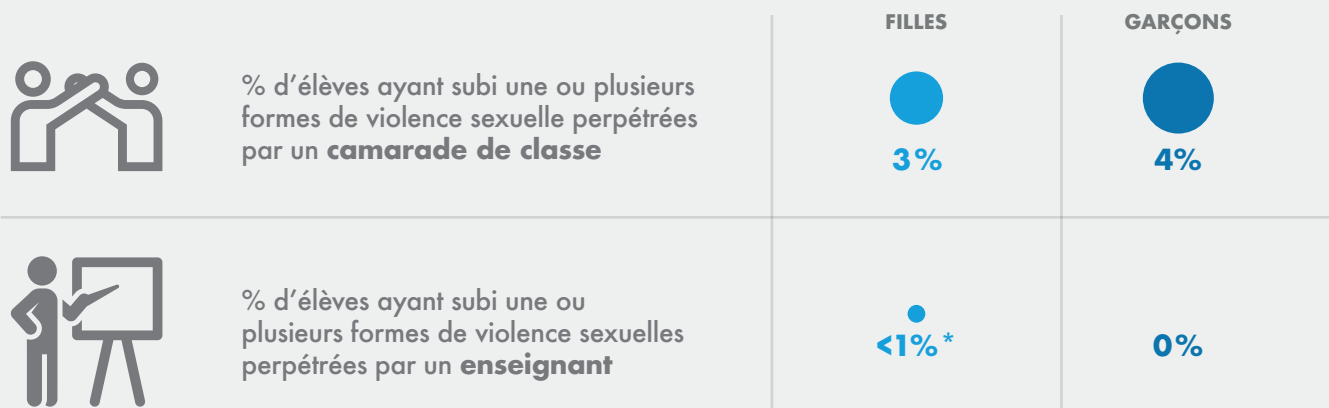 FILLES
GARÇONS
% d’élèves ayant subi une ou plusieurs
formes de violence sexuelle perpétrées
par un camarade de classe
3%
4%
% d’élèves ayant subi une ou
plusieurs formes de violence sexuelles
perpétrées par un enseignant
<1%*
0%